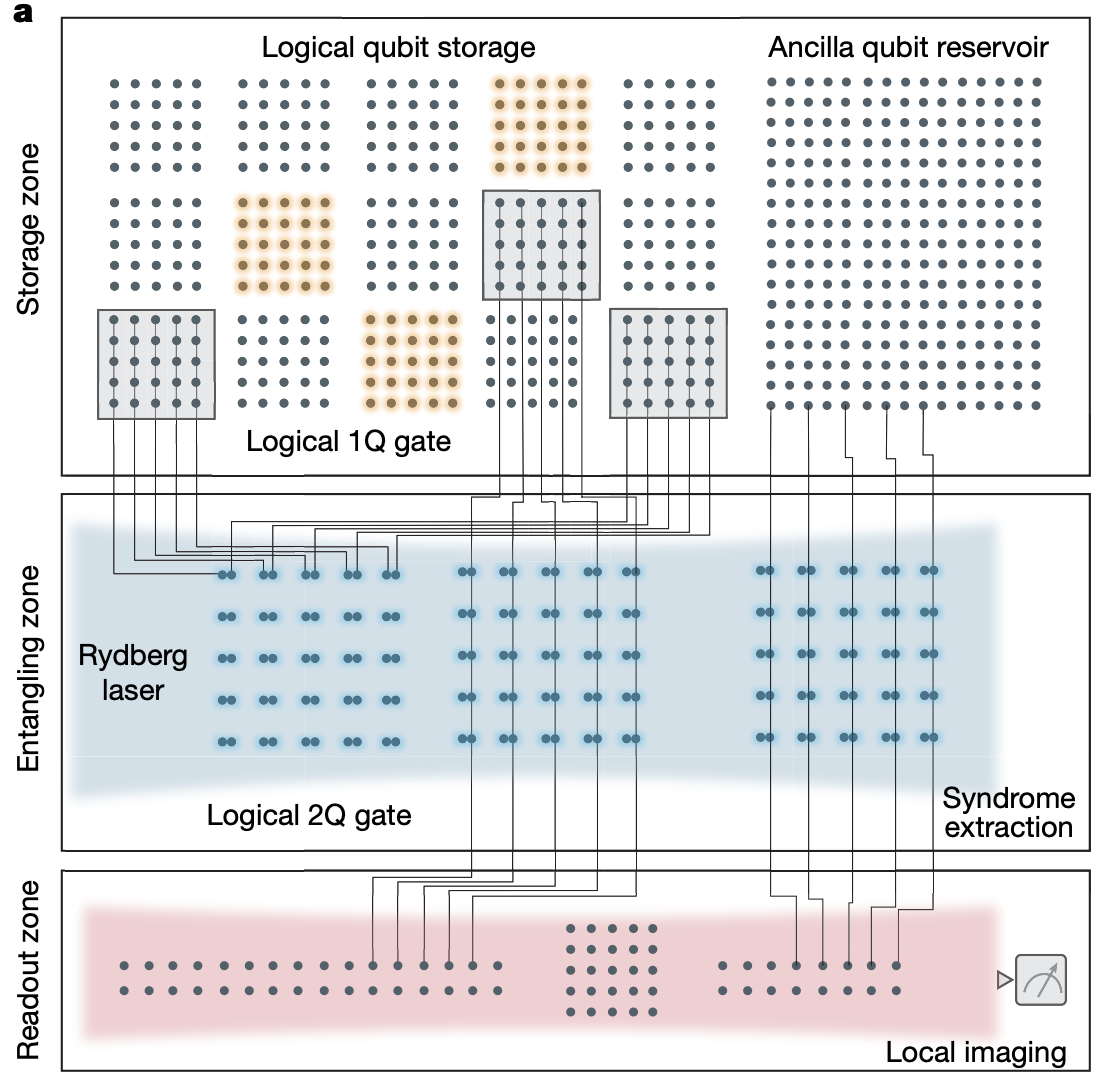 a
Logical qubit storage
Ancilla qubit reservoir
Storage zone
Logical 1Q gate
Entangling zone
Rydberg
laser
Logical 2Q gate
Syndrome
extraction
Readout zone
Local imaging